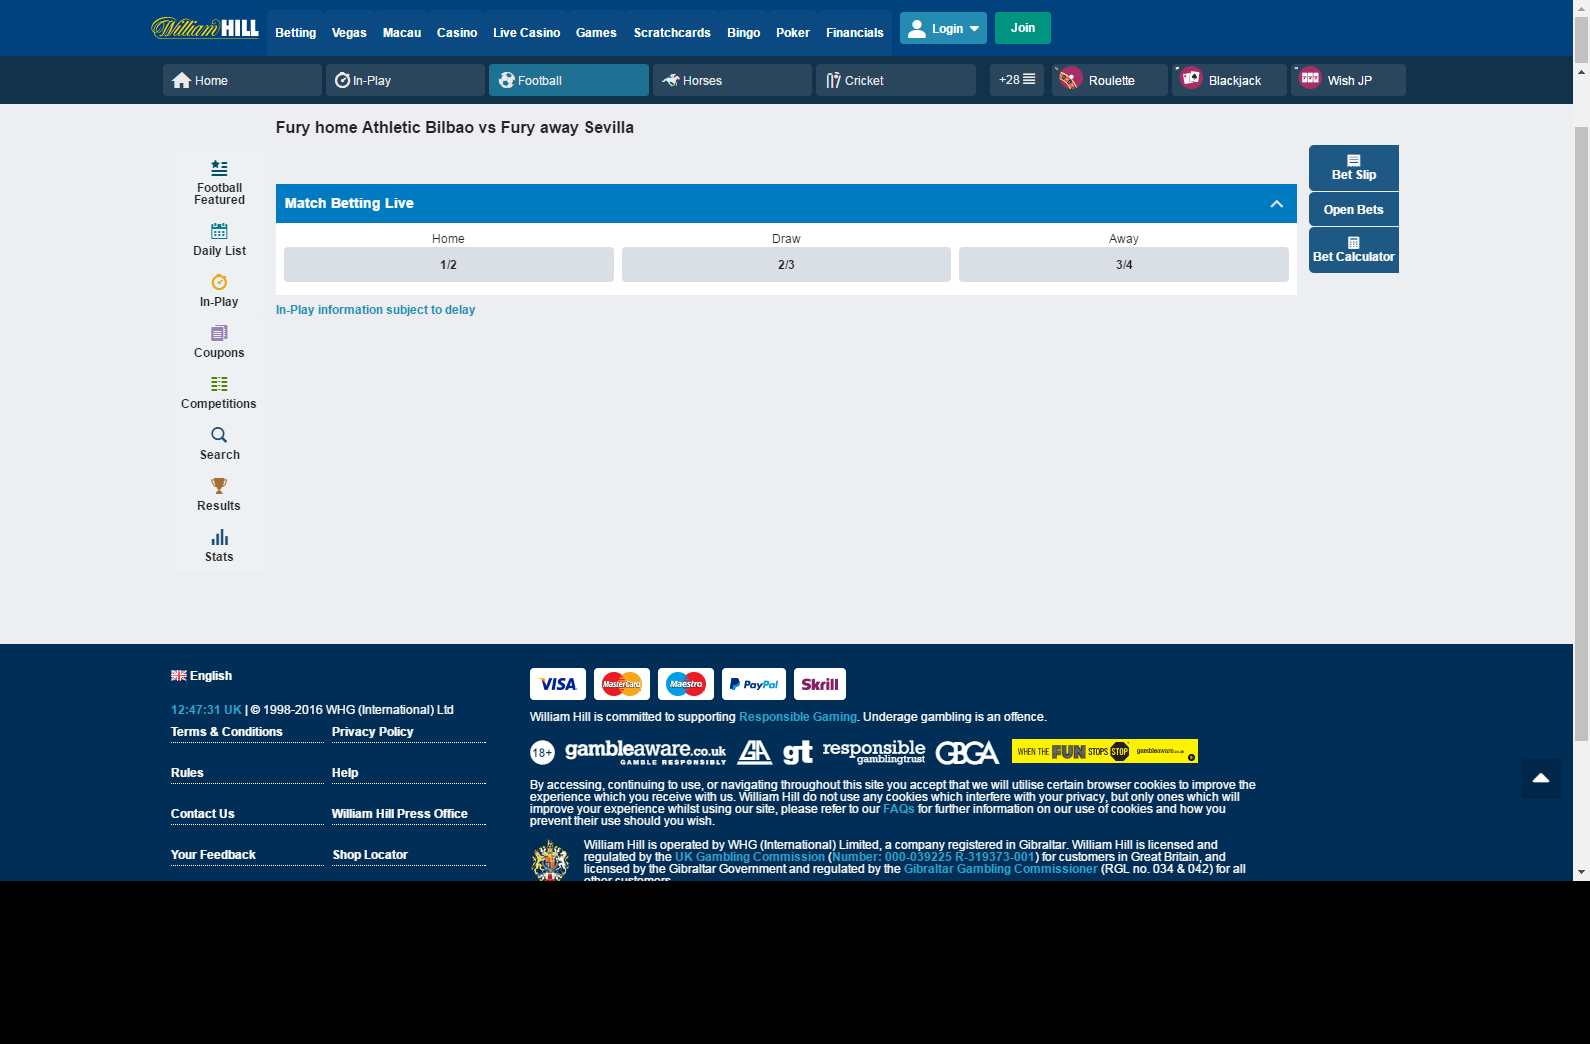 William HILL
Betting Vegas Macau Casino Live Casino Games Scratchcards Bingo Poker Financials Login Join
Home In-Play Football Horses Cricket +28 Roulette Blackjack Wish JP
Fury home Athletic Bilbao vs Fury away Sevilla
Football
Featured
Daily List
In-Play
Coupons
Competitions
Search
Results
Stats
Match Betting Live
Home Draw Away
1/2 2/3 3/4
In-Play information subject to delay
Bet Slip
Open Bets
Bet Calculator
English
12:47:31 UK | © 1998-2016 WHG (International) Ltd
Terms & Conditions Privacy Policy
Rules Help
Contact Us William Hill Press Office
Your Feedback Shop Locator
VISA MasterCard Maestro PayPal Skrill
William Hill is committed to supporting Responsible Gaming. Underage gambling is an offence.
18+ gambleaware.co.uk GA gt responsible GBGA WHEN THE FUN STOPS STOP gambleaware.co.uk
GAMBLE RESPONSIBLY gamblingtrust
By accessing, continuing to use, or navigating throughout this site you accept that we will utilise certain browser cookies to improve the
experience which you receive with us. William Hill do not use any cookies which interfere with your privacy, but only ones which will
improve your experience whilst using our site, please refer to our FAQs for further information on our use of cookies and how you
prevent their use should you wish.
William Hill is operated by WHG (International) Limited, a company registered in Gibraltar. William Hill is licensed and
regulated by the UK Gambling Commission (Number: 000-039225 R-319373-001) for customers in Great Britain, and
licensed by the Gibraltar Government and regulated by the Gibraltar Gambling Commissioner (RGL no. 034 & 042) for all
other customers